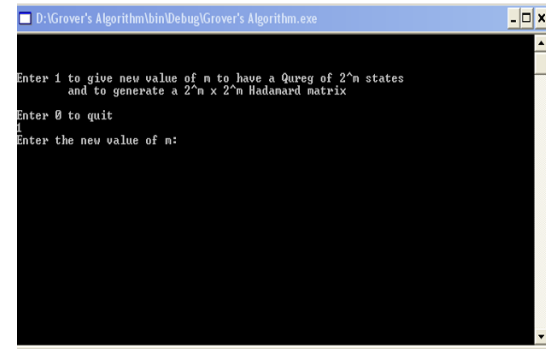 D:\Grover's Algorithm\bin\Debug\Grover's Algorithm.exe
Enter 1 to give new value of n to have a Qureg of 2^n states
and to generate a 2^n x 2^n Hadamard matrix
Enter 0 to quit
1
Enter the new value of n: